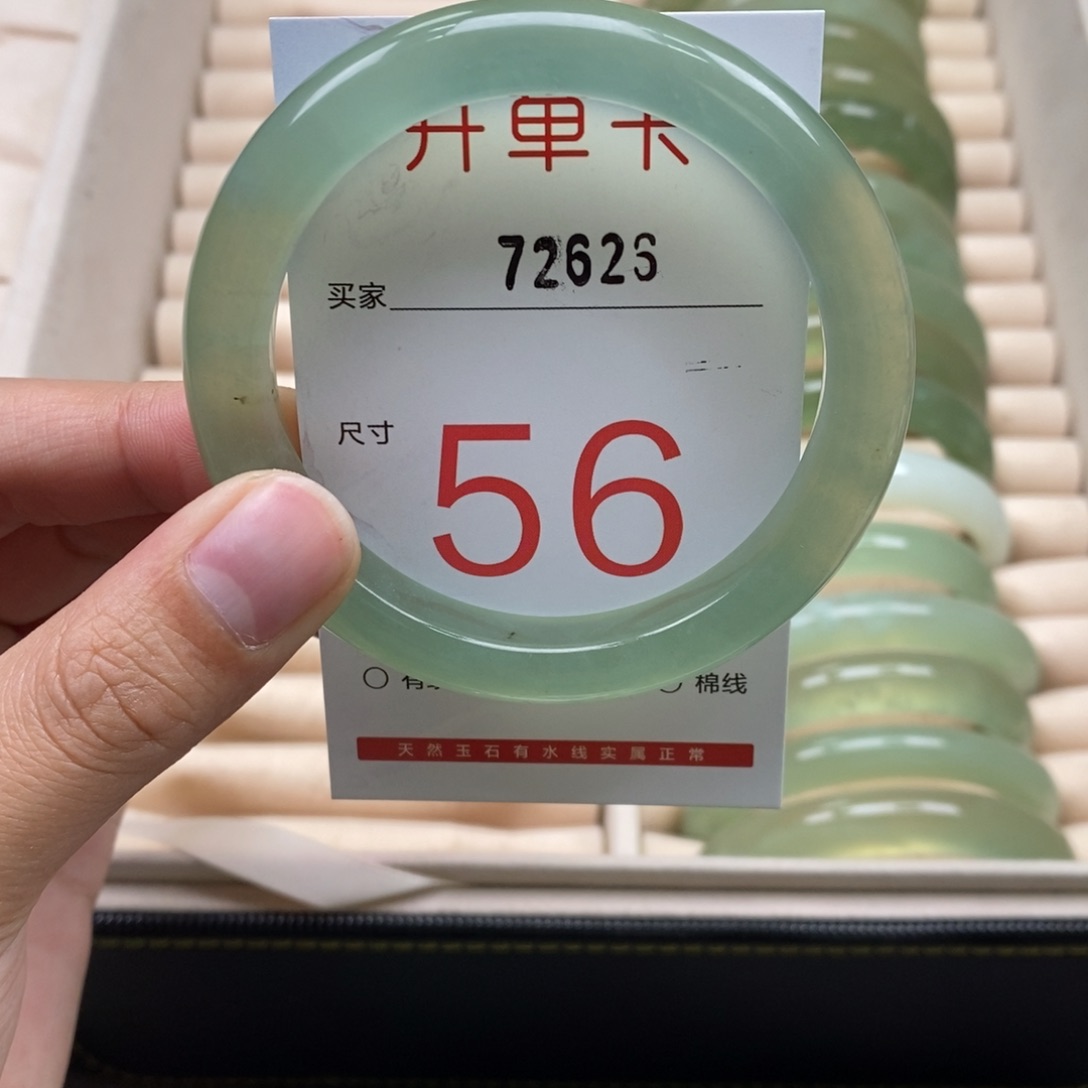 开单卡
买家 72626
尺寸 56
棉线
天然玉石有水线实属正常